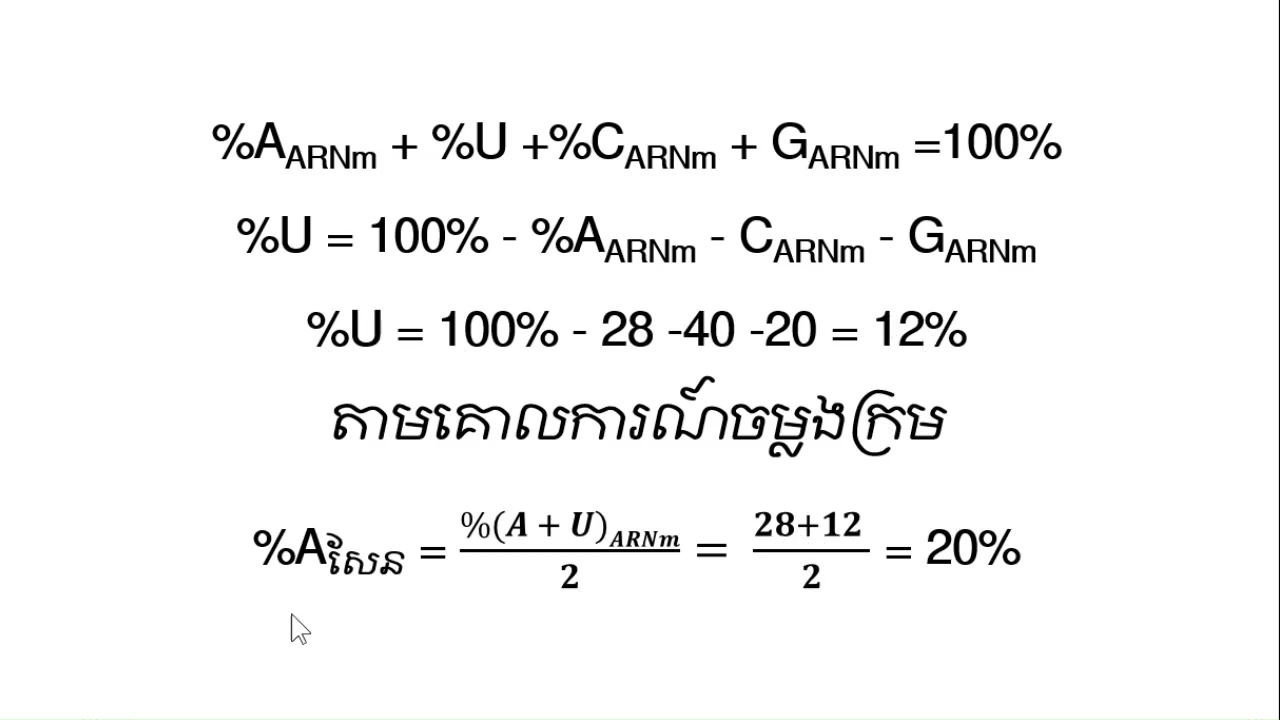 %A_ARNm + %U +%C_ARNm + G_ARNm =100%
%U = 100% - %A_ARNm - C_ARNm - G_ARNm
%U = 100% - 28 -40 -20 = 12%
តាមគោលការណ៍ចម្លងក្រម
%A_សែន = %(A + U)_ARNm / 2 = 28+12 / 2 = 20%